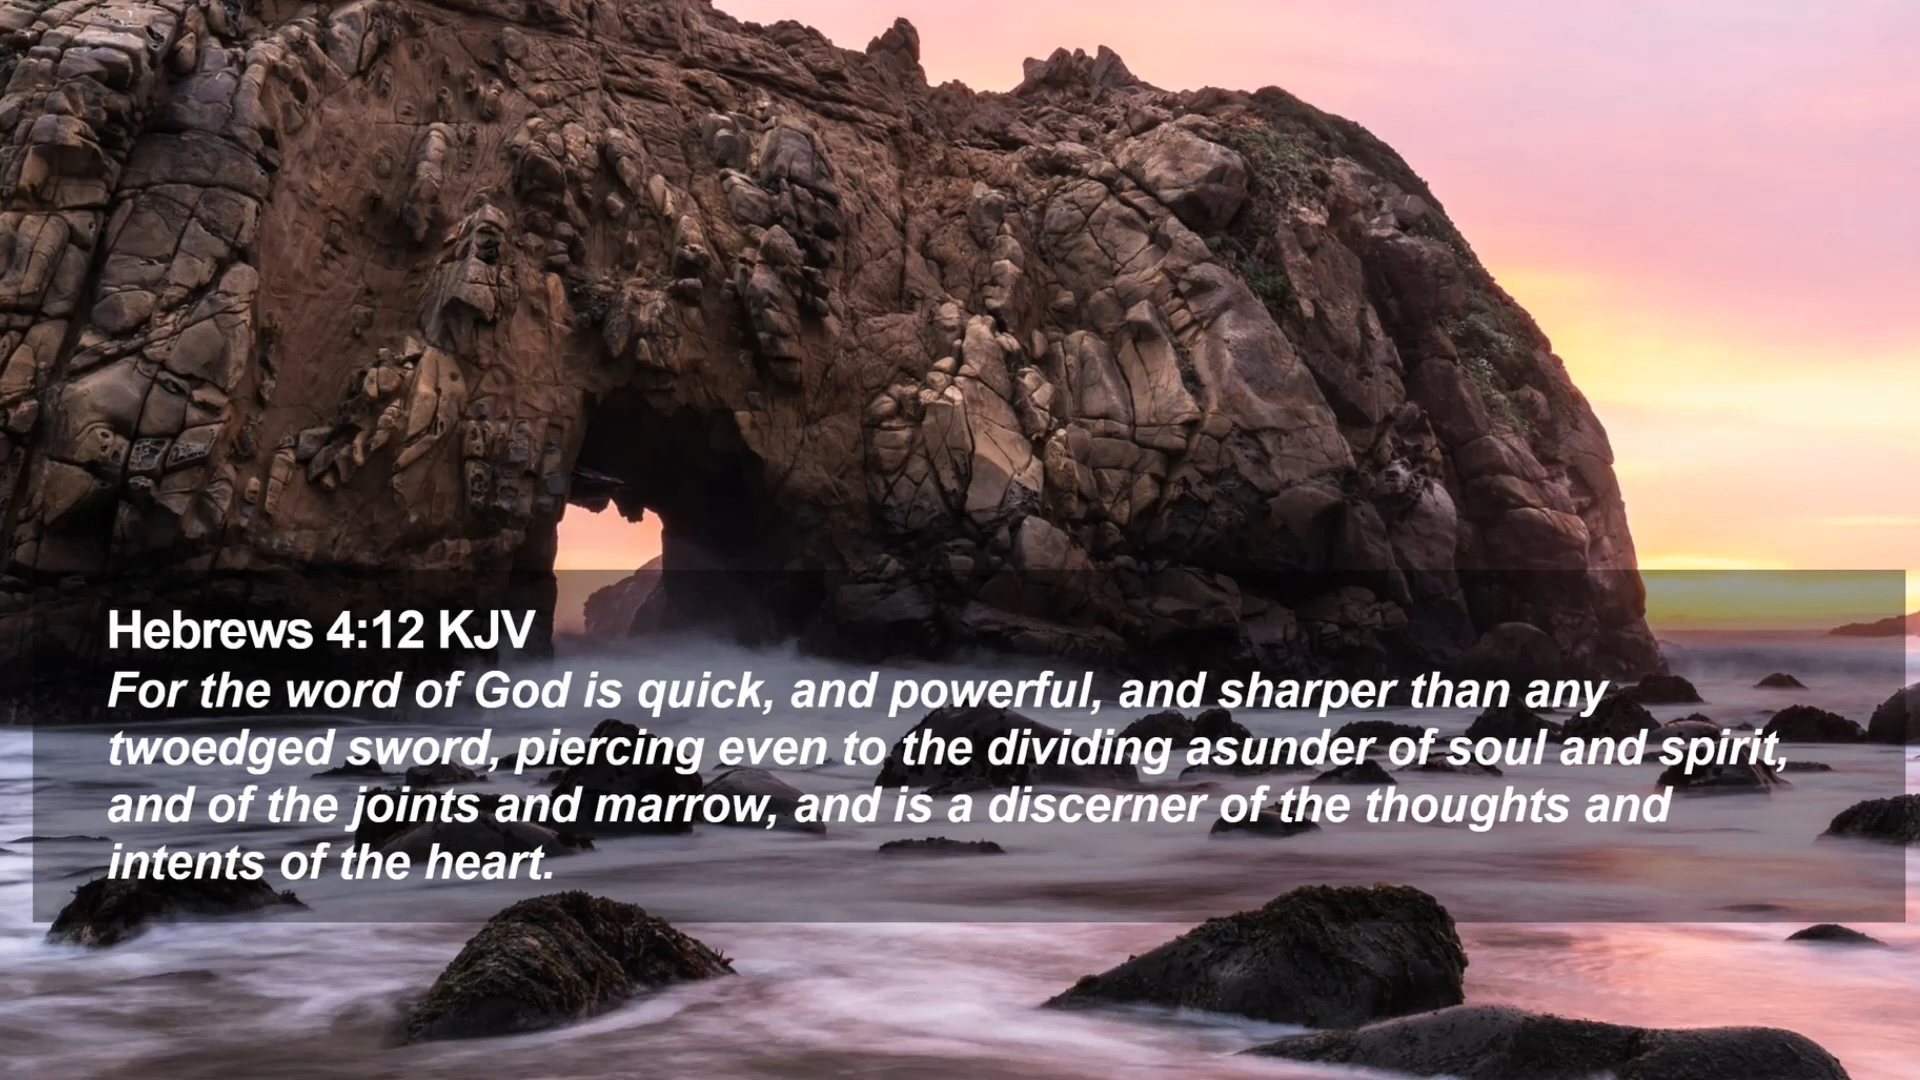 Hebrews 4:12 KJV
For the word of God is quick, and powerful, and sharper than any
twoedged sword, piercing even to the dividing asunder of soul and spirit,
and of the joints and marrow, and is a discerner of the thoughts and
intents of the heart.